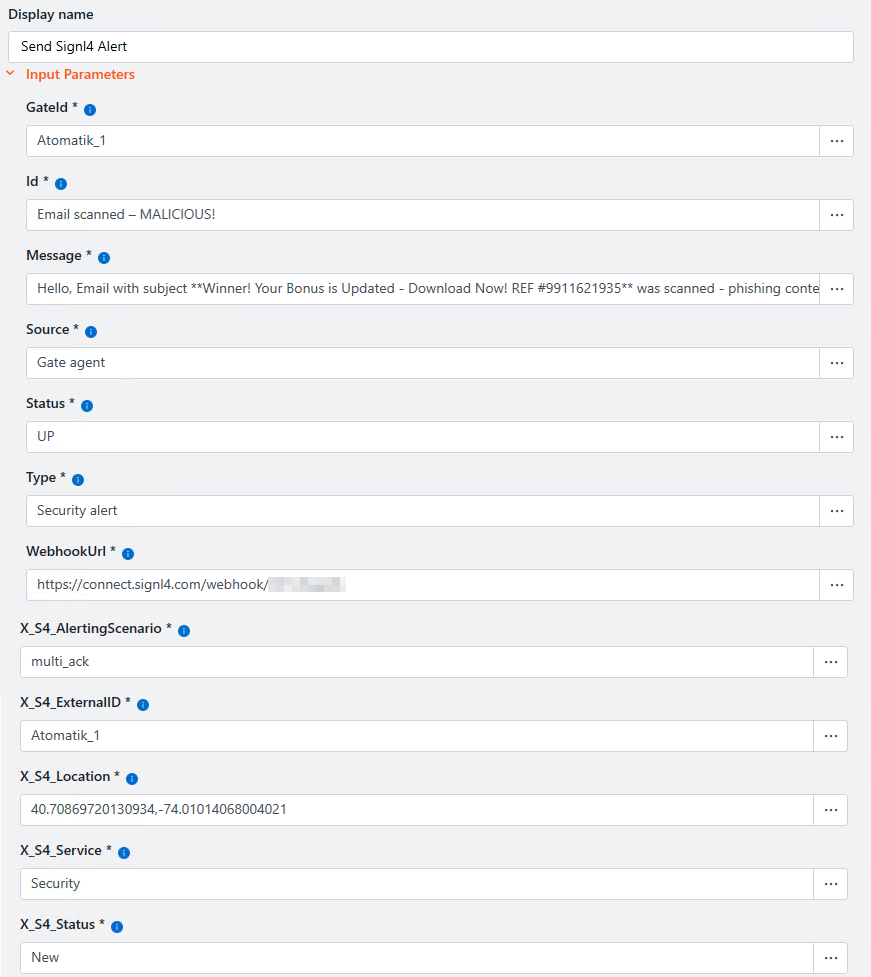 Display name
Send Signl4 Alert
Input Parameters
GateId *
Atomatik_1
Id *
Email scanned – MALICIOUS!
Message *
Hello, Email with subject **Winner! Your Bonus is Updated - Download Now! REF #9911621935** was scanned - phishing conte
Source *
Gate agent
Status *
UP
Type *
Security alert
WebhookUrl *
https://connect.signl4.com/webhook/
X_S4_AlertingScenario *
multi_ack
X_S4_ExternalID *
Atomatik_1
X_S4_Location *
40.70869720130934,-74.01014068004021
X_S4_Service *
Security
X_S4_Status *
New